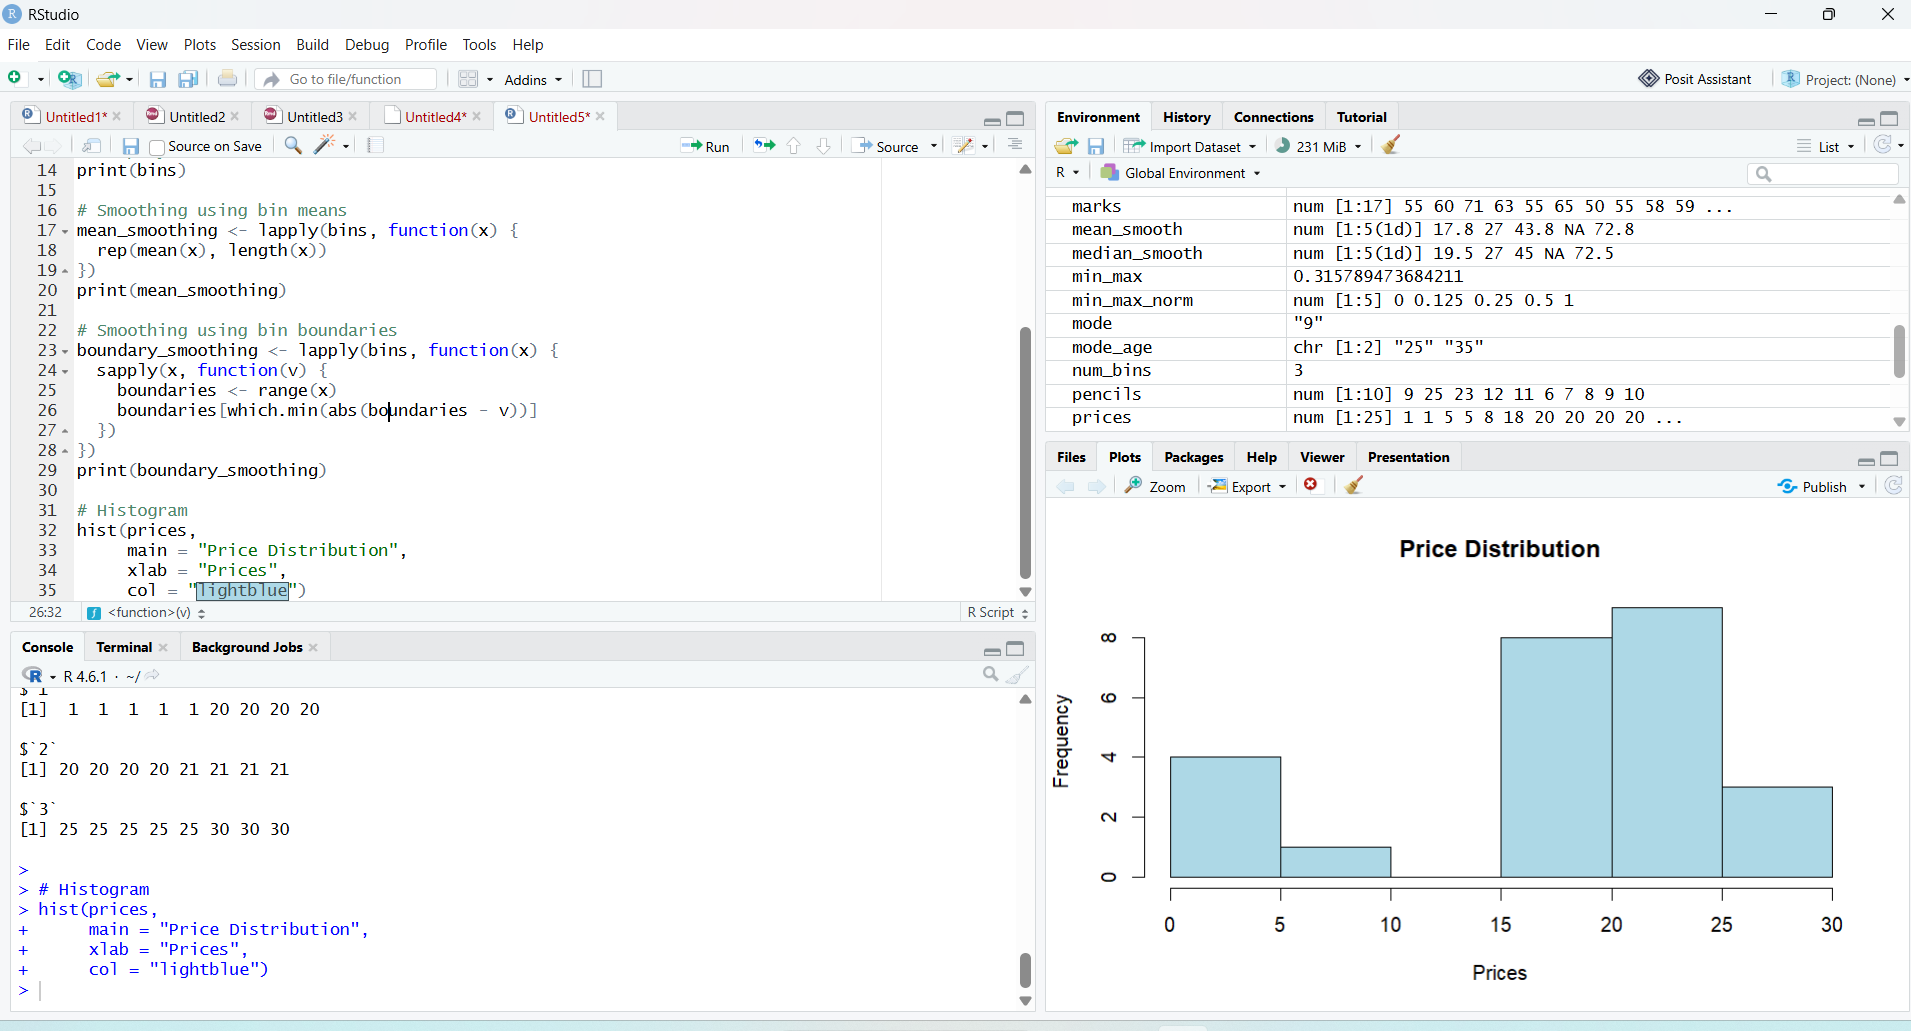 RStudio
File Edit Code View Plots Session Build Debug Profile Tools Help
Go to file/function Addins Posit Assistant Project: (None)
Untitled1* Untitled2 Untitled3 Untitled4* Untitled5*
Source on Save Run Source
14 print(bins)
15
16 # Smoothing using bin means
17 mean_smoothing <- lapply(bins, function(x) {
18 rep(mean(x), length(x))
19 })
20 print(mean_smoothing)
21
22 # Smoothing using bin boundaries
23 boundary_smoothing <- lapply(bins, function(x) {
24 sapply(x, function(v) {
25 boundaries <- range(x)
26 boundaries[which.min(abs(boundaries - v))]
27 })
28 })
29 print(boundary_smoothing)
30
31 # Histogram
32 hist(prices,
33 main = "Price Distribution",
34 xlab = "Prices",
35 col = "lightblue")
26:32 <function>(v) R Script
Console Terminal Background Jobs
R 4.6.1 · ~/
$`1`
[1] 1 1 1 1 1 20 20 20 20
$`2`
[1] 20 20 20 20 21 21 21 21
$`3`
[1] 25 25 25 25 25 30 30 30
>
> # Histogram
> hist(prices,
+ main = "Price Distribution",
+ xlab = "Prices",
+ col = "lightblue")
>
Environment History Connections Tutorial
Import Dataset 231 MiB List
R Global Environment
marks num [1:17] 55 60 71 63 55 65 50 55 58 59 ...
mean_smooth num [1:5(1d)] 17.8 27 43.8 NA 72.8
median_smooth num [1:5(1d)] 19.5 27 45 NA 72.5
min_max 0.315789473684211
min_max_norm num [1:5] 0 0.125 0.25 0.5 1
mode "9"
mode_age chr [1:2] "25" "35"
num_bins 3
pencils num [1:10] 9 25 23 12 11 6 7 8 9 10
prices num [1:25] 1 1 5 5 8 18 20 20 20 20 ...
Files Plots Packages Help Viewer Presentation
Zoom Export Publish
Price Distribution
Frequency
8
6
4
2
0
0 5 10 15 20 25 30
Prices